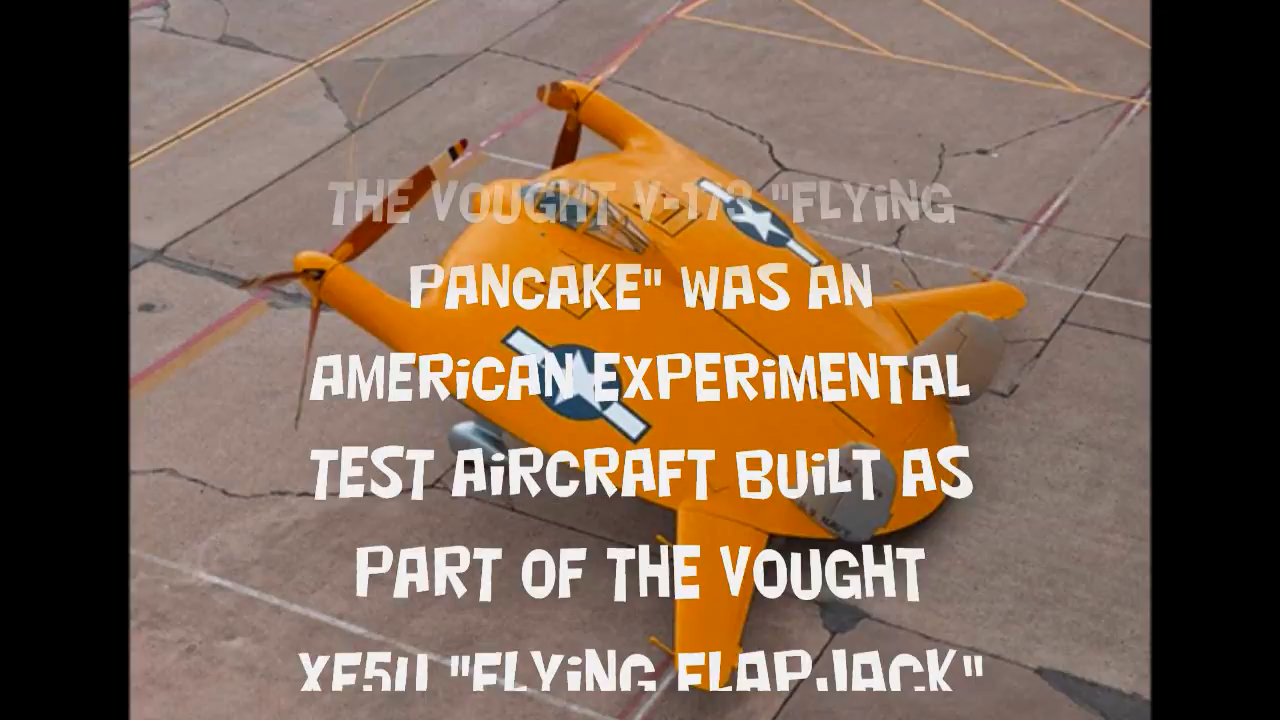 THE VOUGHT V-173 "FLYiNG
PANCAKE" WAS AN
AMERiCAN EXPERiMENTAL
TEST AiRCRAFT BUiLT AS
PART OF THE VOUGHT
XF5U "FLYiNG FLAPJACK"